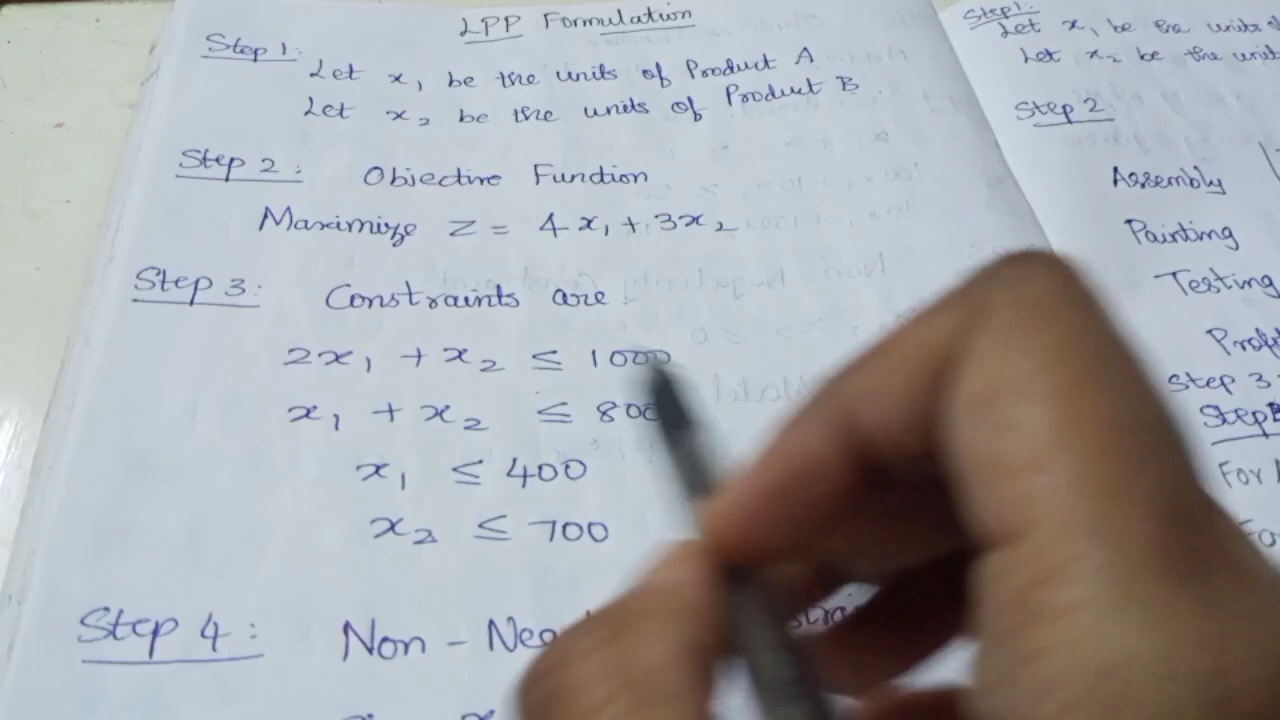 LPP Formulation
Step 1:
Let x₁ be the units of Product A
Let x₂ be the units of Product B.
Step 2: Objective Function
Maximize Z = 4x₁ + 3x₂
Step 3: Constraints are:
2x₁ + x₂ ≤ 1000
x₁ + x₂ ≤ 800
x₁ ≤ 400
x₂ ≤ 700
Step 4: Non -
Step 1:
Let x₁ be the units
Let x₂ be the
Step 2:
Assembly
Painting
Testing
Step 3
Step
For